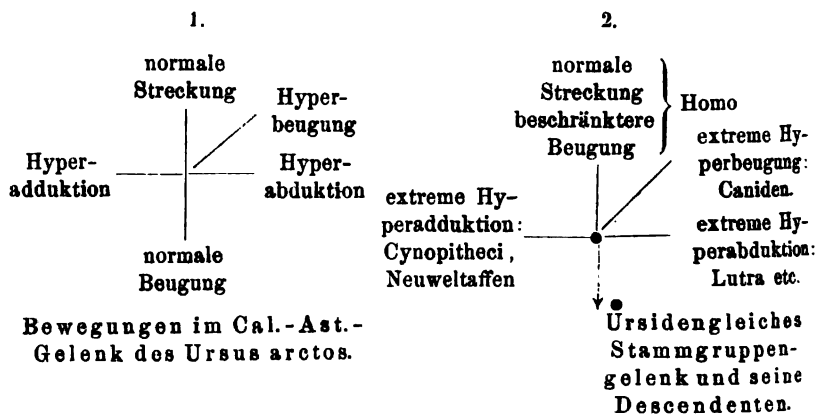 1.
normale
Streckung
Hyper-
beugung
Hyper-
adduktion
Hyper-
abduktion
normale
Beugung
Bewegungen im Cal.-Ast.-
Gelenk des Ursus arctos.
2.
normale
Streckung
beschränktere
Beugung
Homo
extreme Hy-
perbeugung:
Caniden.
extreme Hy-
peradduktion:
Cynopitheci,
Neuweltaffen
extreme Hy-
perabduktion:
Lutra etc.
Ursidengleiches
Stammgruppen-
gelenk und seine
Descendenten.